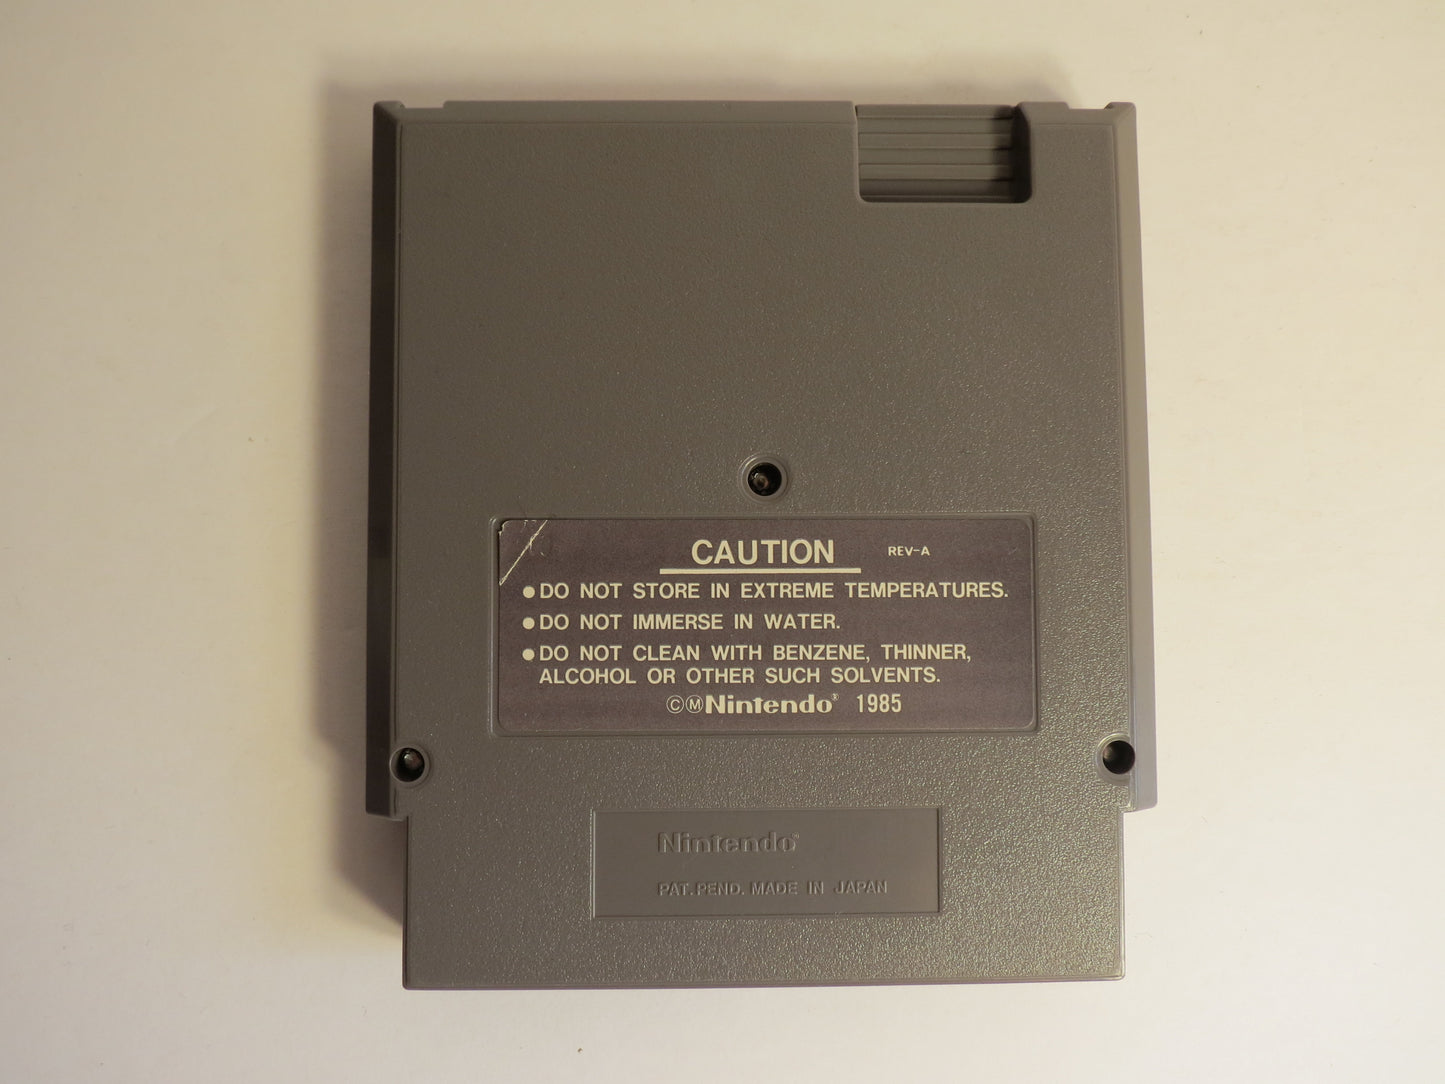 CAUTION REV-A
●DO NOT STORE IN EXTREME TEMPERATURES.
●DO NOT IMMERSE IN WATER.
●DO NOT CLEAN WITH BENZENE, THINNER,
ALCOHOL OR OTHER SUCH SOLVENTS.
ⒸⓂNintendo® 1985
Nintendo®
PAT. PEND. MADE IN JAPAN